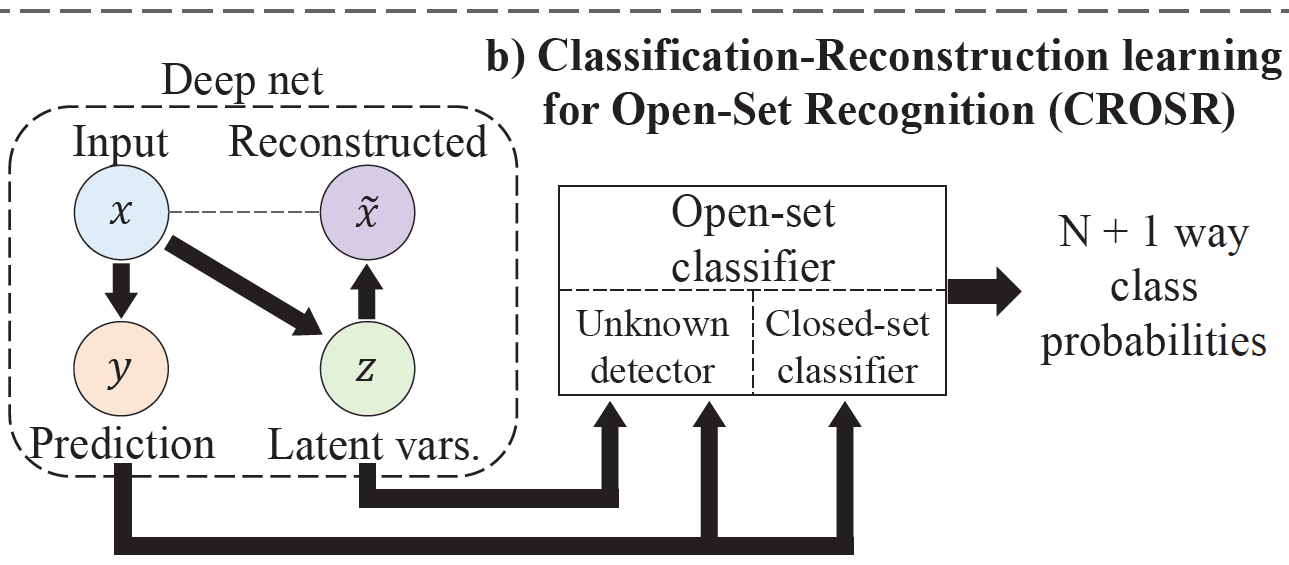 b) Classification-Reconstruction learning
for Open-Set Recognition (CROSR)
Deep net
Input
Reconstructed
x
x̃
y
z
Prediction
Latent vars.
Open-set
classifier
Unknown
detector
Closed-set
classifier
N + 1 way
class
probabilities